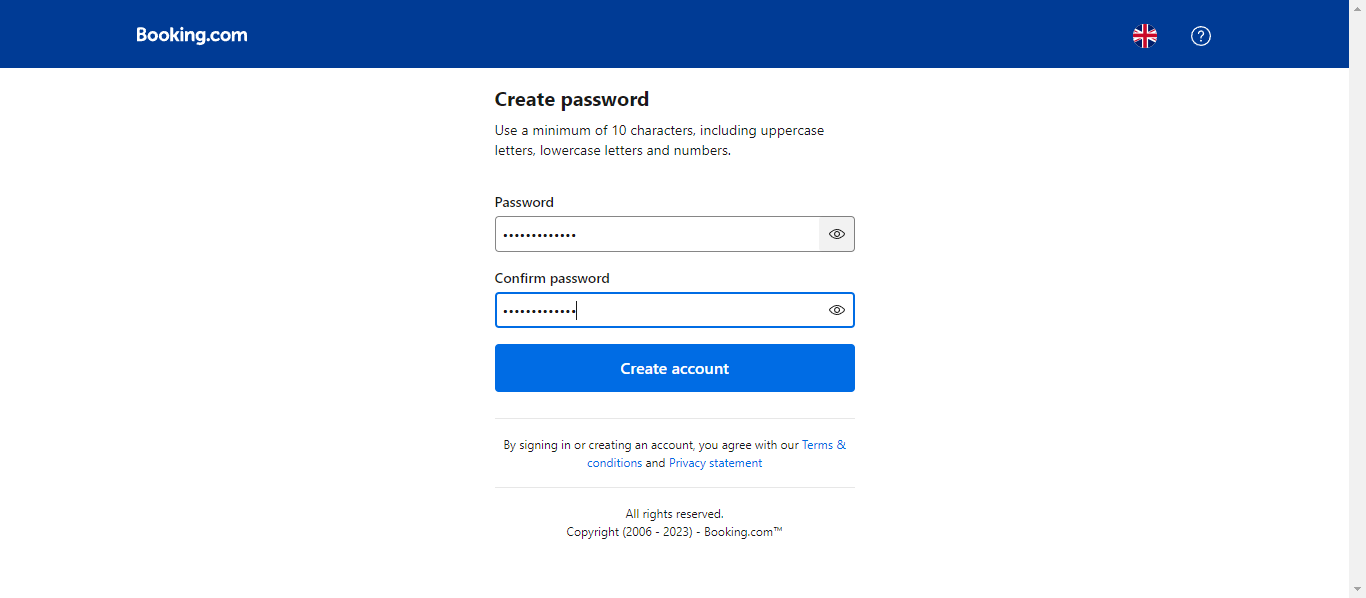 Booking.com
Create password
Use a minimum of 10 characters, including uppercase
letters, lowercase letters and numbers.
Password
•••••••••••••
Confirm password
•••••••••••••
Create account
By signing in or creating an account, you agree with our Terms &
conditions and Privacy statement
All rights reserved.
Copyright (2006 - 2023) - Booking.com™